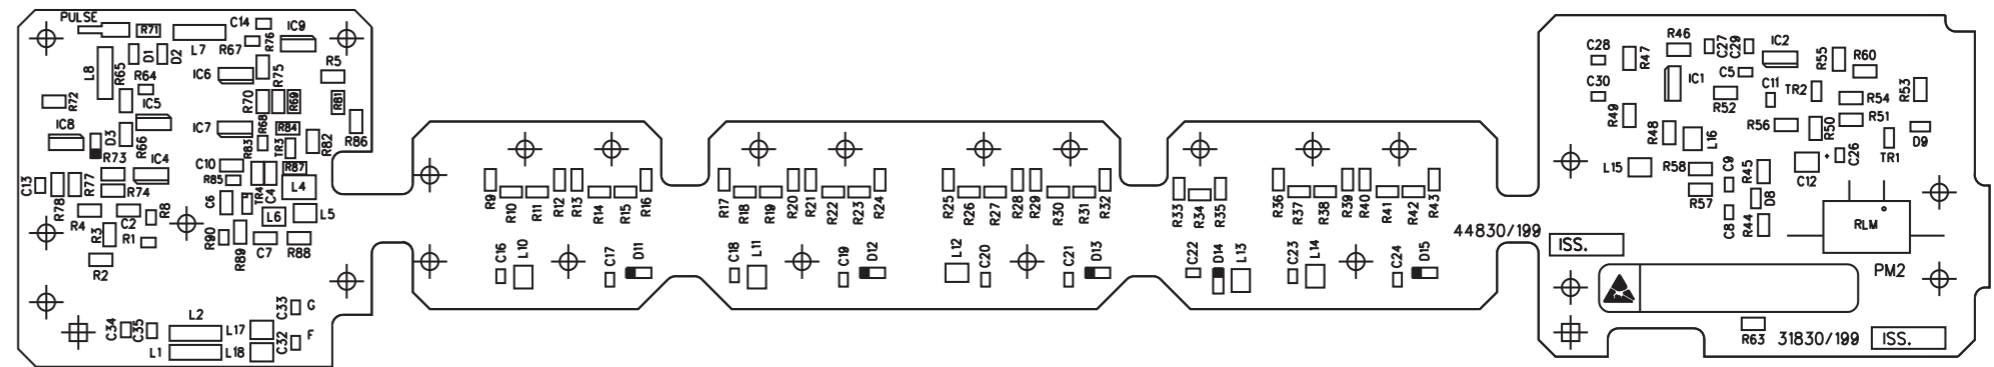 PULSE
R71
C14
IC9
R76
D1
D2
L7
R67
L8
R65
R64
IC6
R75
R5
R72
IC5
R70
R69
R81
IC8
D3
R66
IC7
R68
R84
R83
TR3
R82
R86
R73
IC4
C10
R87
R85
C13
R78
R77
R74
C6
TR4
C4
L4
R4
C2
R8
L6
L5
R3
R1
R90
R89
C7
R88
R2
C33
G
C34
C35
L2
L17
C32
F
L1
L18
R9
R10
R11
R12
R13
R14
R15
R16
C16
L10
C17
D11
R17
R18
R19
R20
R21
R22
R23
R24
C18
L11
C19
D12
R25
R26
R27
R28
R29
R30
R31
R32
L12
C20
C21
D13
R33
R34
R35
R36
R37
R38
R39
R40
R41
R42
R43
C22
D14
L13
C23
L14
C24
D15
44830/199
ISS.
C28
R47
R46
C27
C29
IC2
R55
R60
C30
IC1
C5
R52
C11
TR2
R54
R53
R49
R48
L16
R56
R50
R51
TR1
D9
L15
R58
C9
R45
C12
C26
R57
D8
C8
R44
RLM
PM2
R63
31830/199
ISS.